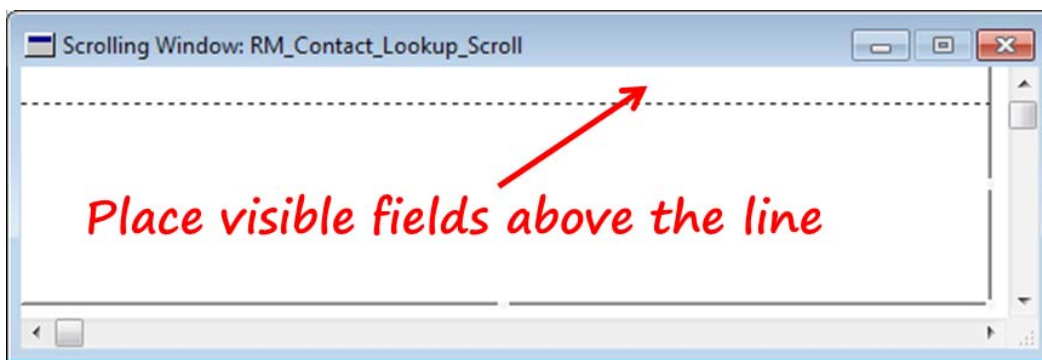 Scrolling Window: RM_Contact_Lookup_Scroll
Place visible fields above the line